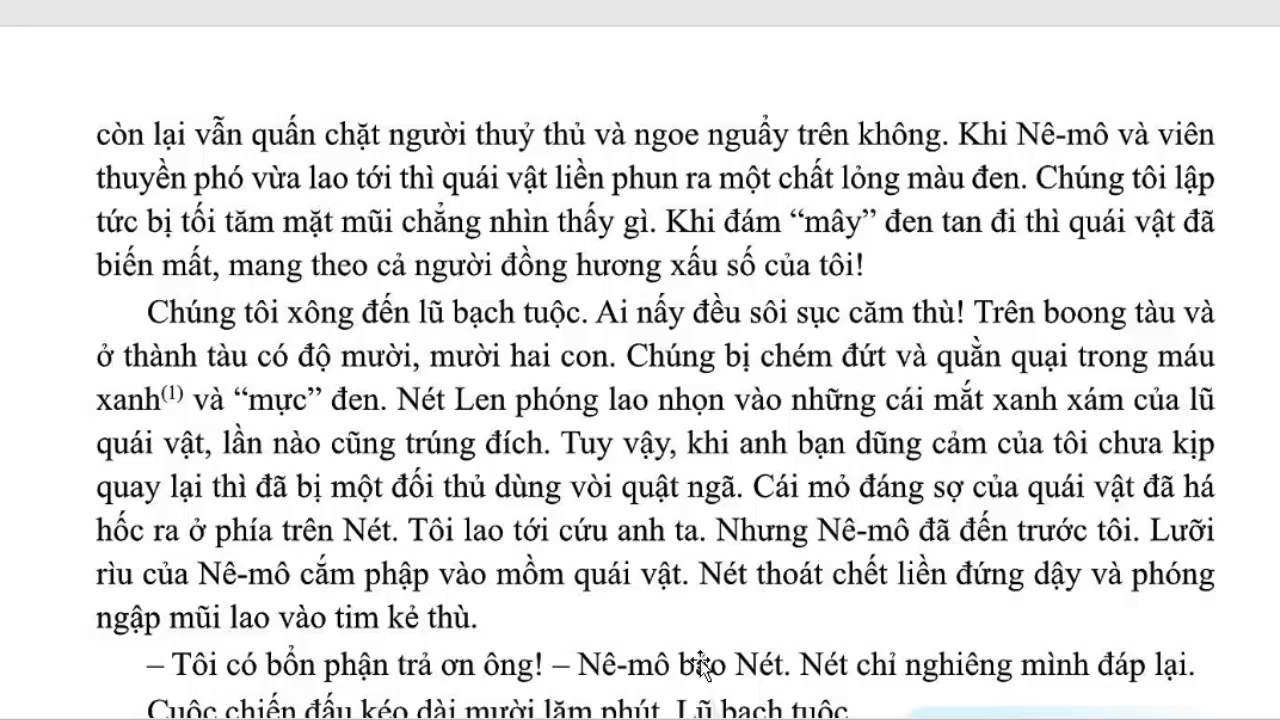 còn lại vẫn quấn chặt người thuỷ thủ và ngoe nguẩy trên không. Khi Nê-mô và viên
thuyền phó vừa lao tới thì quái vật liền phun ra một chất lỏng màu đen. Chúng tôi lập
tức bị tối tăm mặt mũi chẳng nhìn thấy gì. Khi đám “mây” đen tan đi thì quái vật đã
biến mất, mang theo cả người đồng hương xấu số của tôi!
Chúng tôi xông đến lũ bạch tuộc. Ai nấy đều sôi sục căm thù! Trên boong tàu và
ở thành tàu có độ mười, mười hai con. Chúng bị chém đứt và quằn quại trong máu
xanh(1) và “mực” đen. Nét Len phóng lao nhọn vào những cái mắt xanh xám của lũ
quái vật, lần nào cũng trúng đích. Tuy vậy, khi anh bạn dũng cảm của tôi chưa kịp
quay lại thì đã bị một đối thủ dùng vòi quật ngã. Cái mỏ đáng sợ của quái vật đã há
hốc ra ở phía trên Nét. Tôi lao tới cứu anh ta. Nhưng Nê-mô đã đến trước tôi. Lưỡi
rìu của Nê-mô cắm phập vào mồm quái vật. Nét thoát chết liền đứng dậy và phóng
ngập mũi lao vào tim kẻ thù.
– Tôi có bổn phận trả ơn ông! – Nê-mô bảo Nét. Nét chỉ nghiêng mình đáp lại.
Cuộc chiến đấu kéo dài mười lăm phút. Lũ bạch tuộc